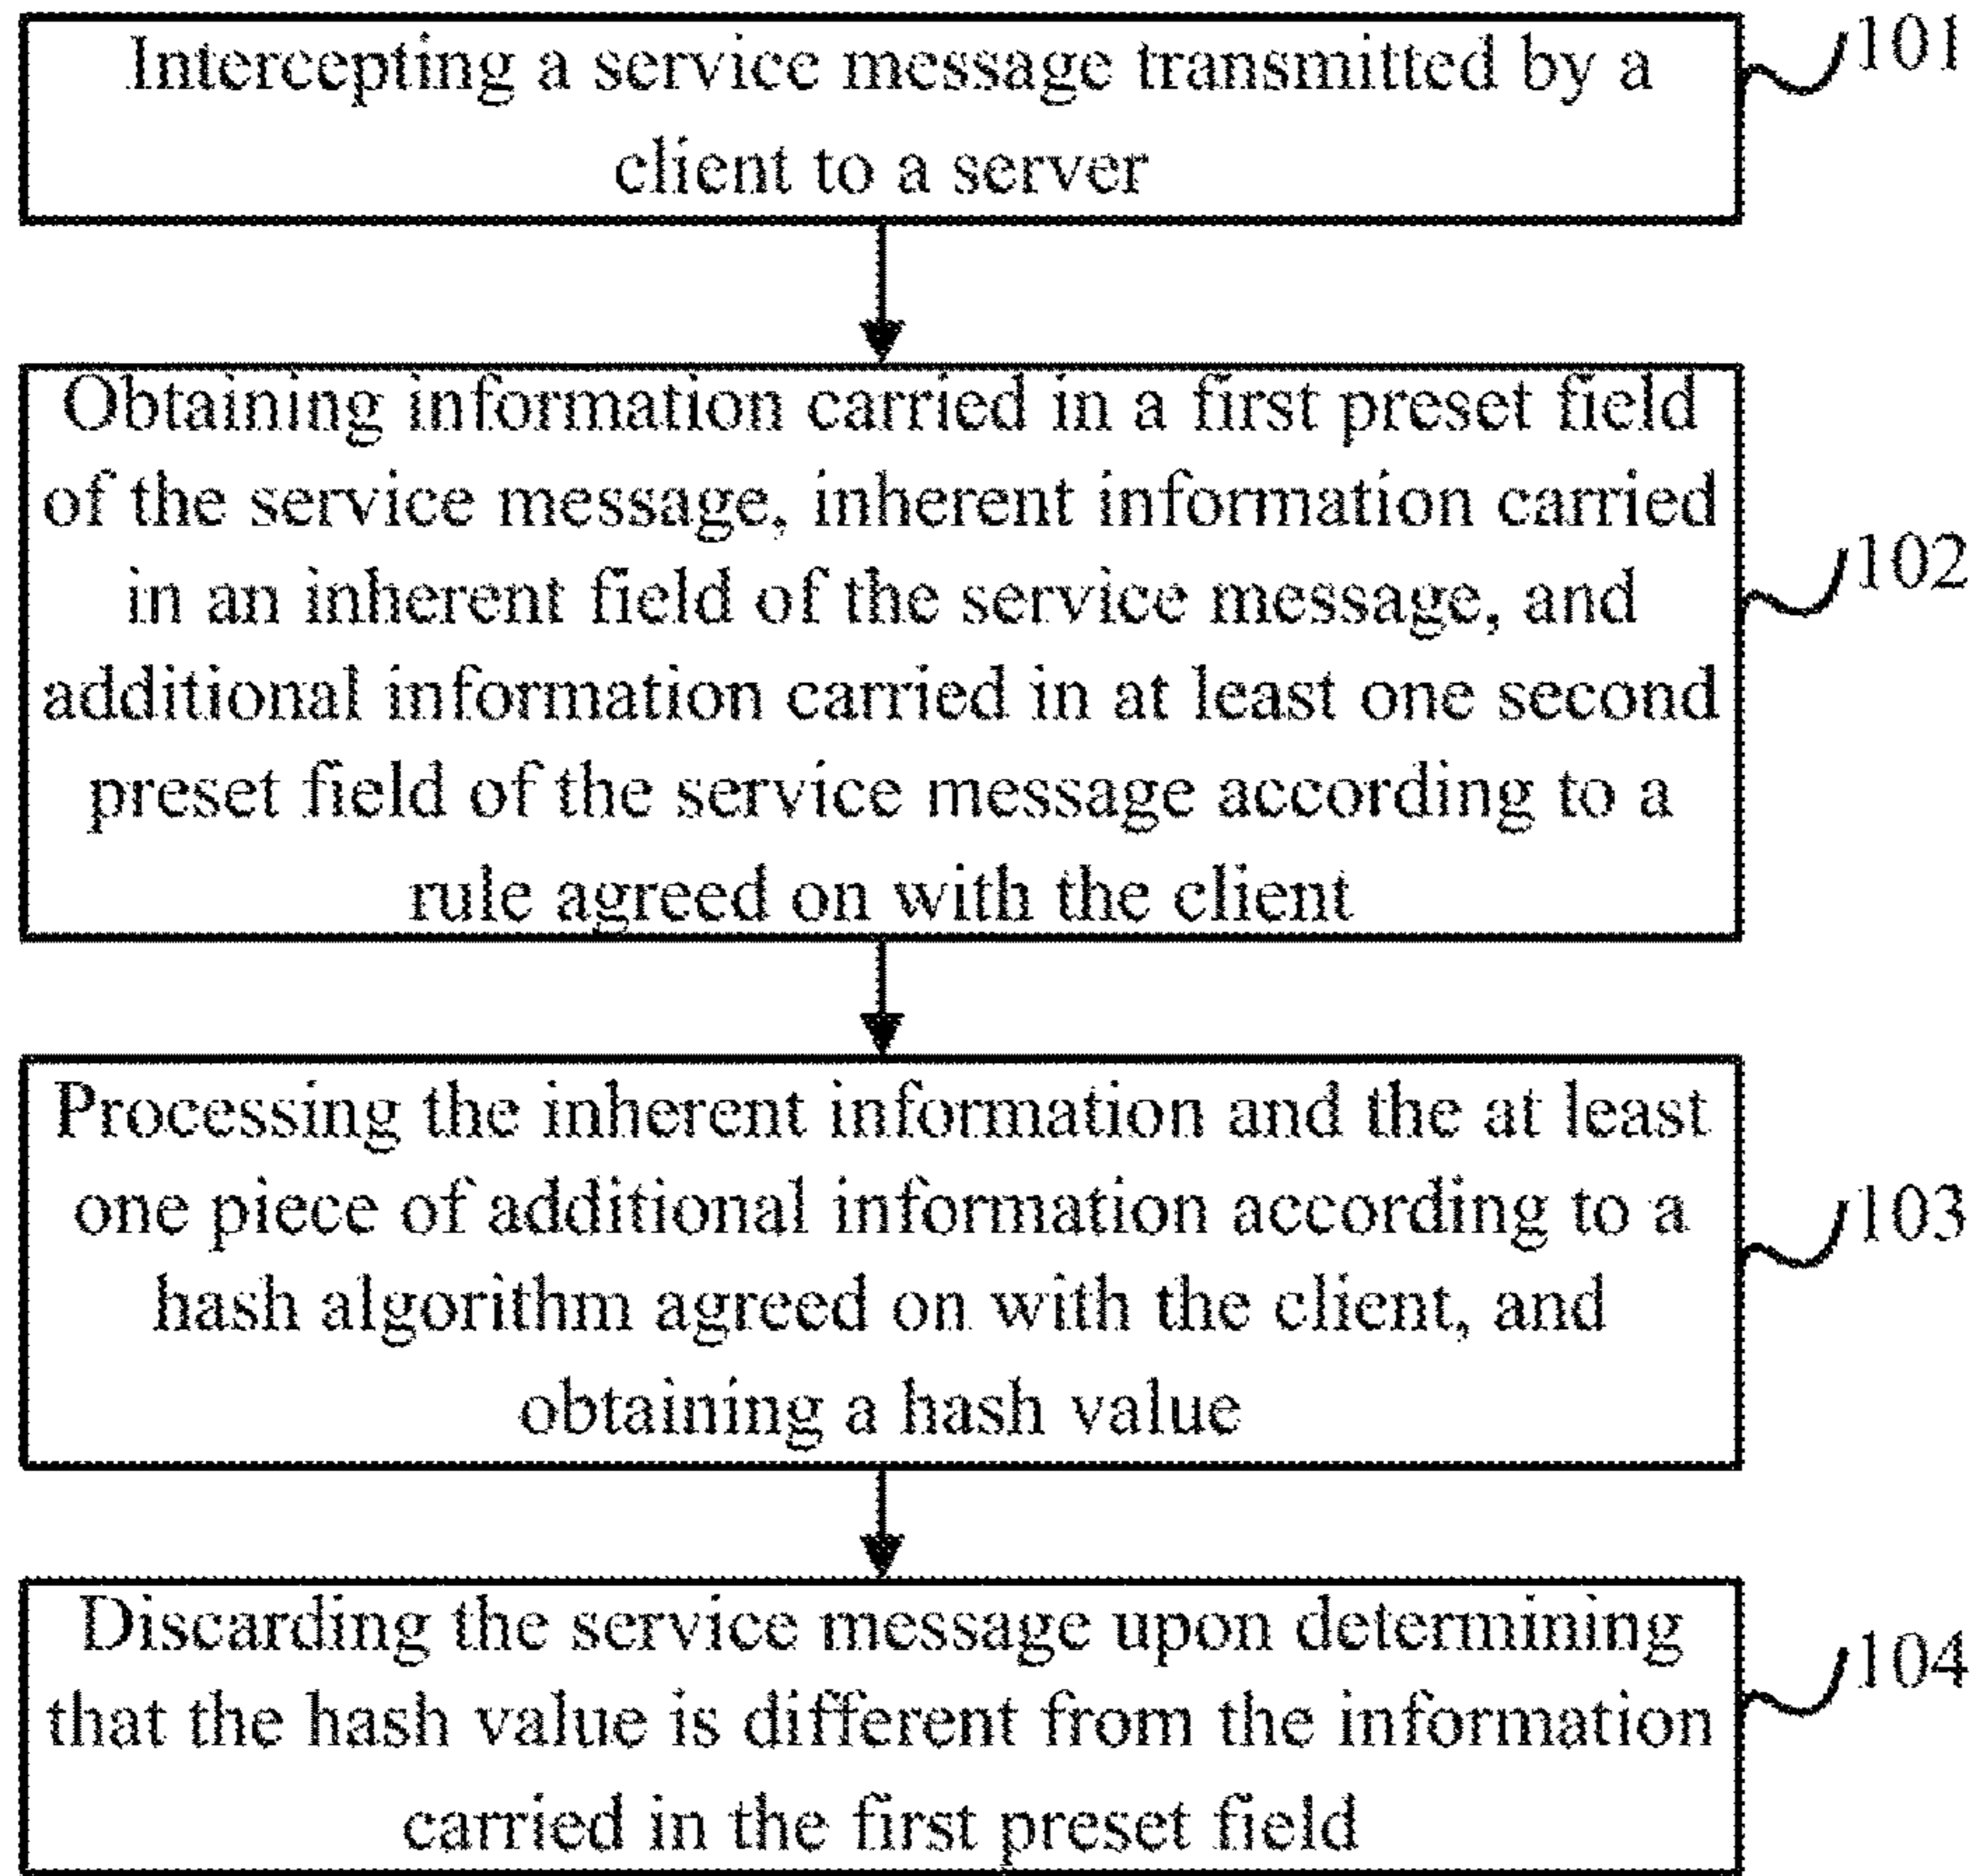 Intercepting a service message transmitted by a
client to a server
101
Obtaining information carried in a first preset field
of the service message, inherent information carried
in an inherent field of the service message, and
additional information carried in at least one second
preset field of the service message according to a
rule agreed on with the client
102
Processing the inherent information and the at least
one piece of additional information according to a
hash algorithm agreed on with the client, and
obtaining a hash value
103
Discarding the service message upon determining
that the hash value is different from the information
carried in the first preset field
104